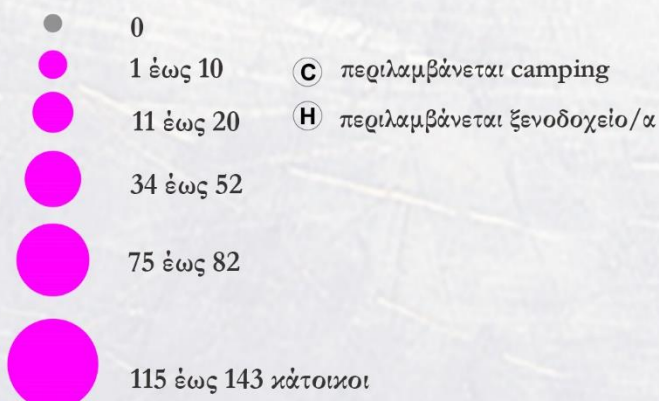 0
1 έως 10
11 έως 20
34 έως 52
75 έως 82
115 έως 143 κάτοικοι
C περιλαμβάνεται camping
H περιλαμβάνεται ξενοδοχείο/α